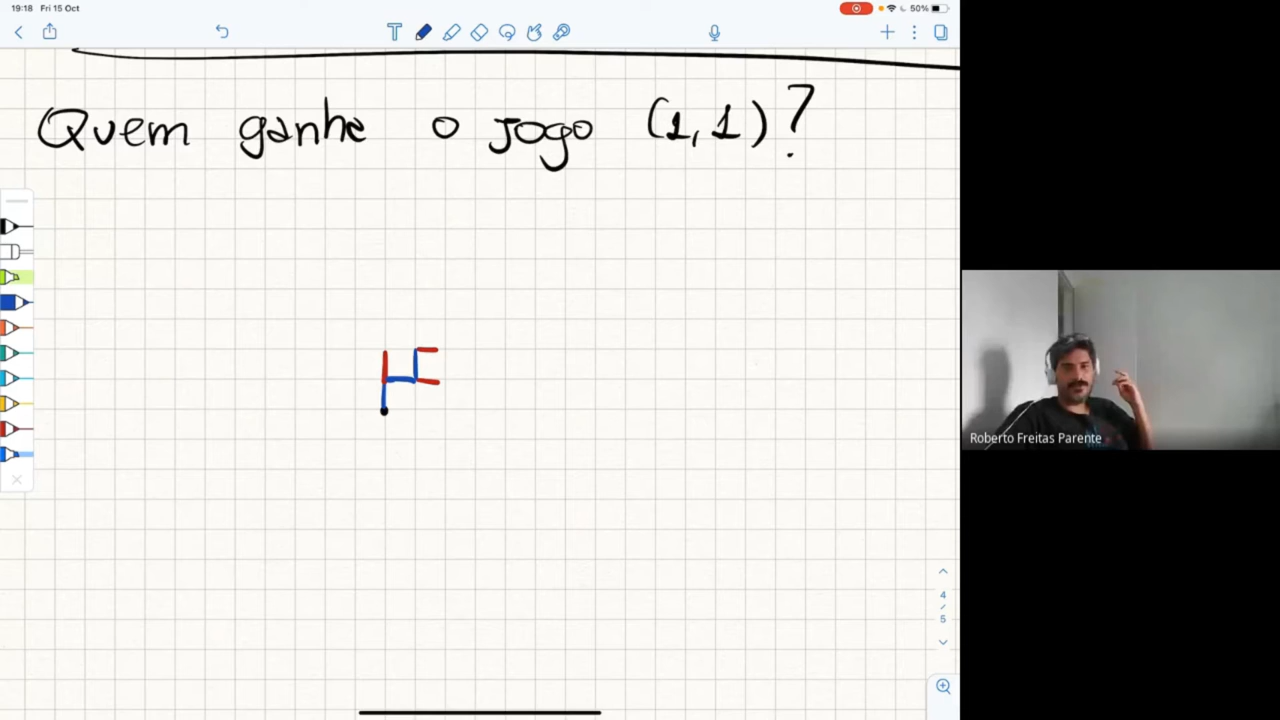 19:18 Fri 15 Oct
50%
Quem ganhe o jogo (1,1)?
Roberto Freitas Parente
4
5